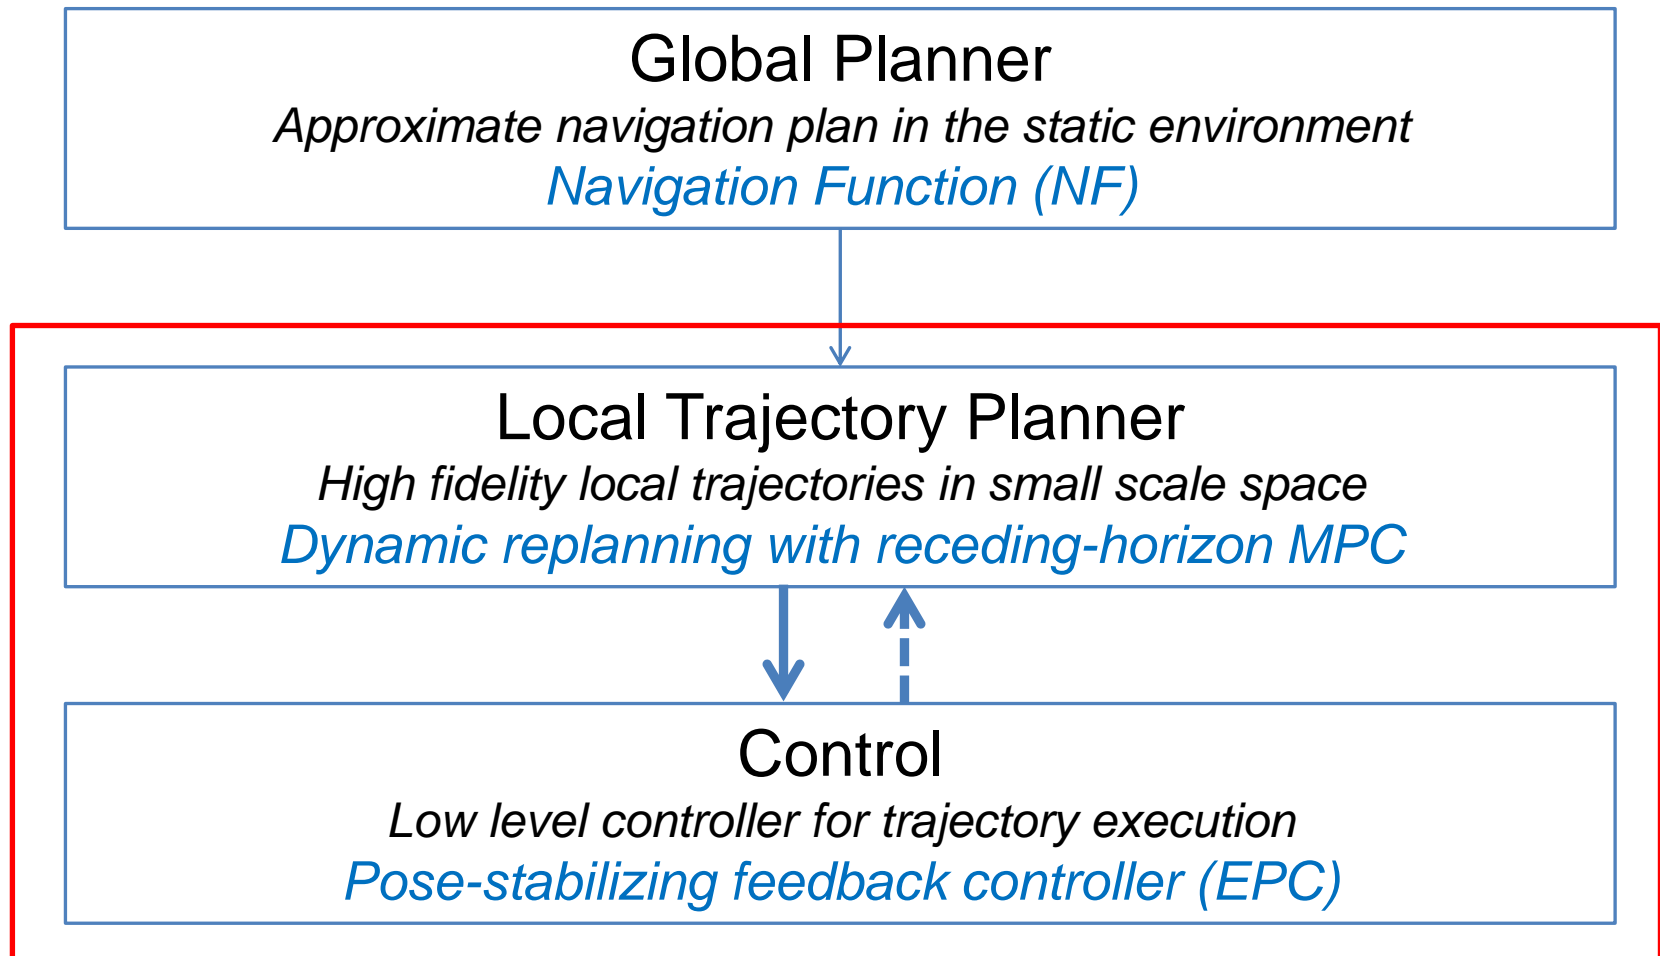 Global Planner
Approximate navigation plan in the static environment
Navigation Function (NF)
Local Trajectory Planner
High fidelity local trajectories in small scale space
Dynamic replanning with receding-horizon MPC
Control
Low level controller for trajectory execution
Pose-stabilizing feedback controller (EPC)